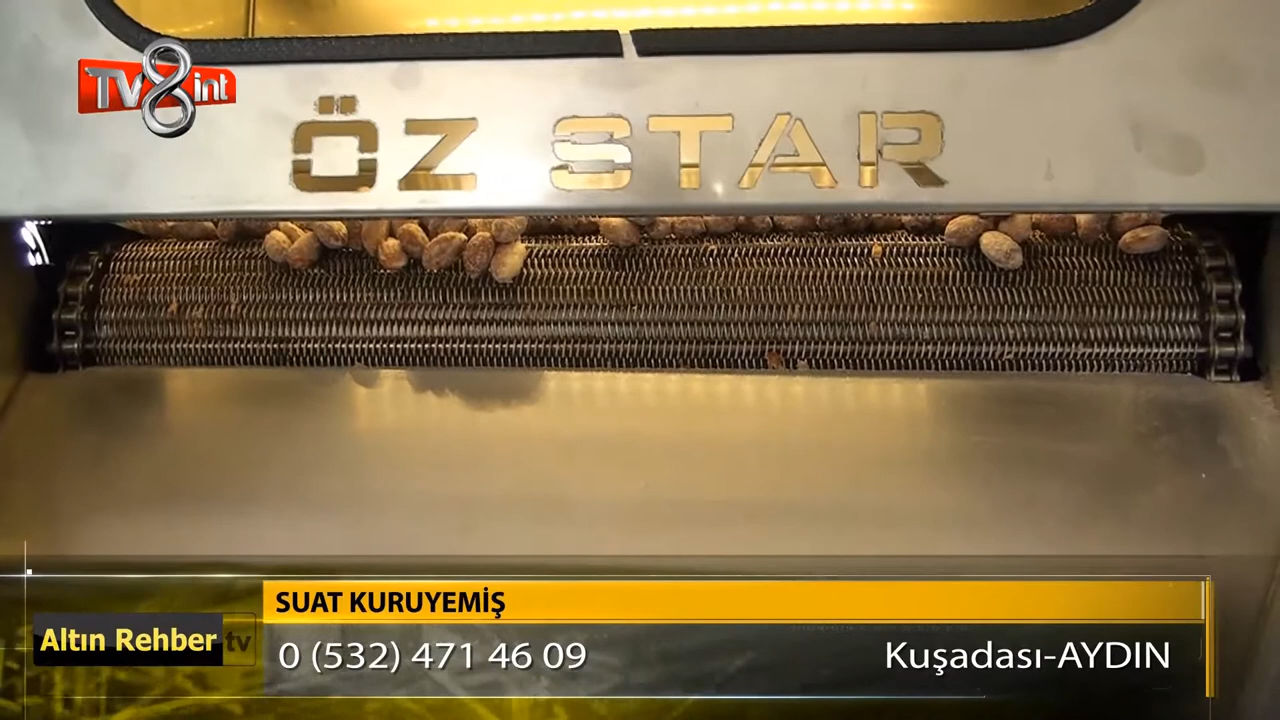 TV8int
ÖZ STAR
SUAT KURUYEMİŞ
Altın Rehber tv
0 (532) 471 46 09
Kuşadası-AYDIN